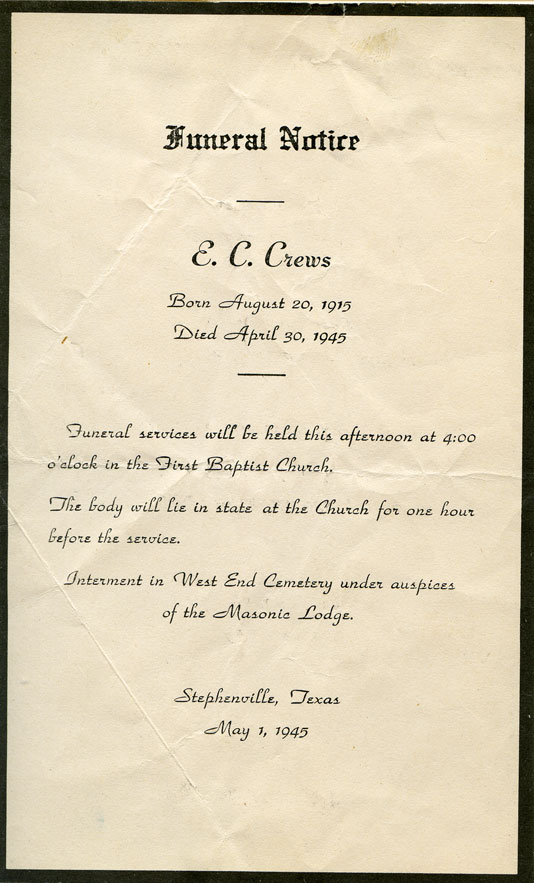 Funeral Notice
E. C. Crews
Born August 20, 1915
Died April 30, 1945
Funeral services will be held this afternoon at 4:00
o'clock in the First Baptist Church.
The body will lie in state at the Church for one hour
before the service.
Interment in West End Cemetery under auspices
of the Masonic Lodge.
Stephenville, Texas
May 1, 1945